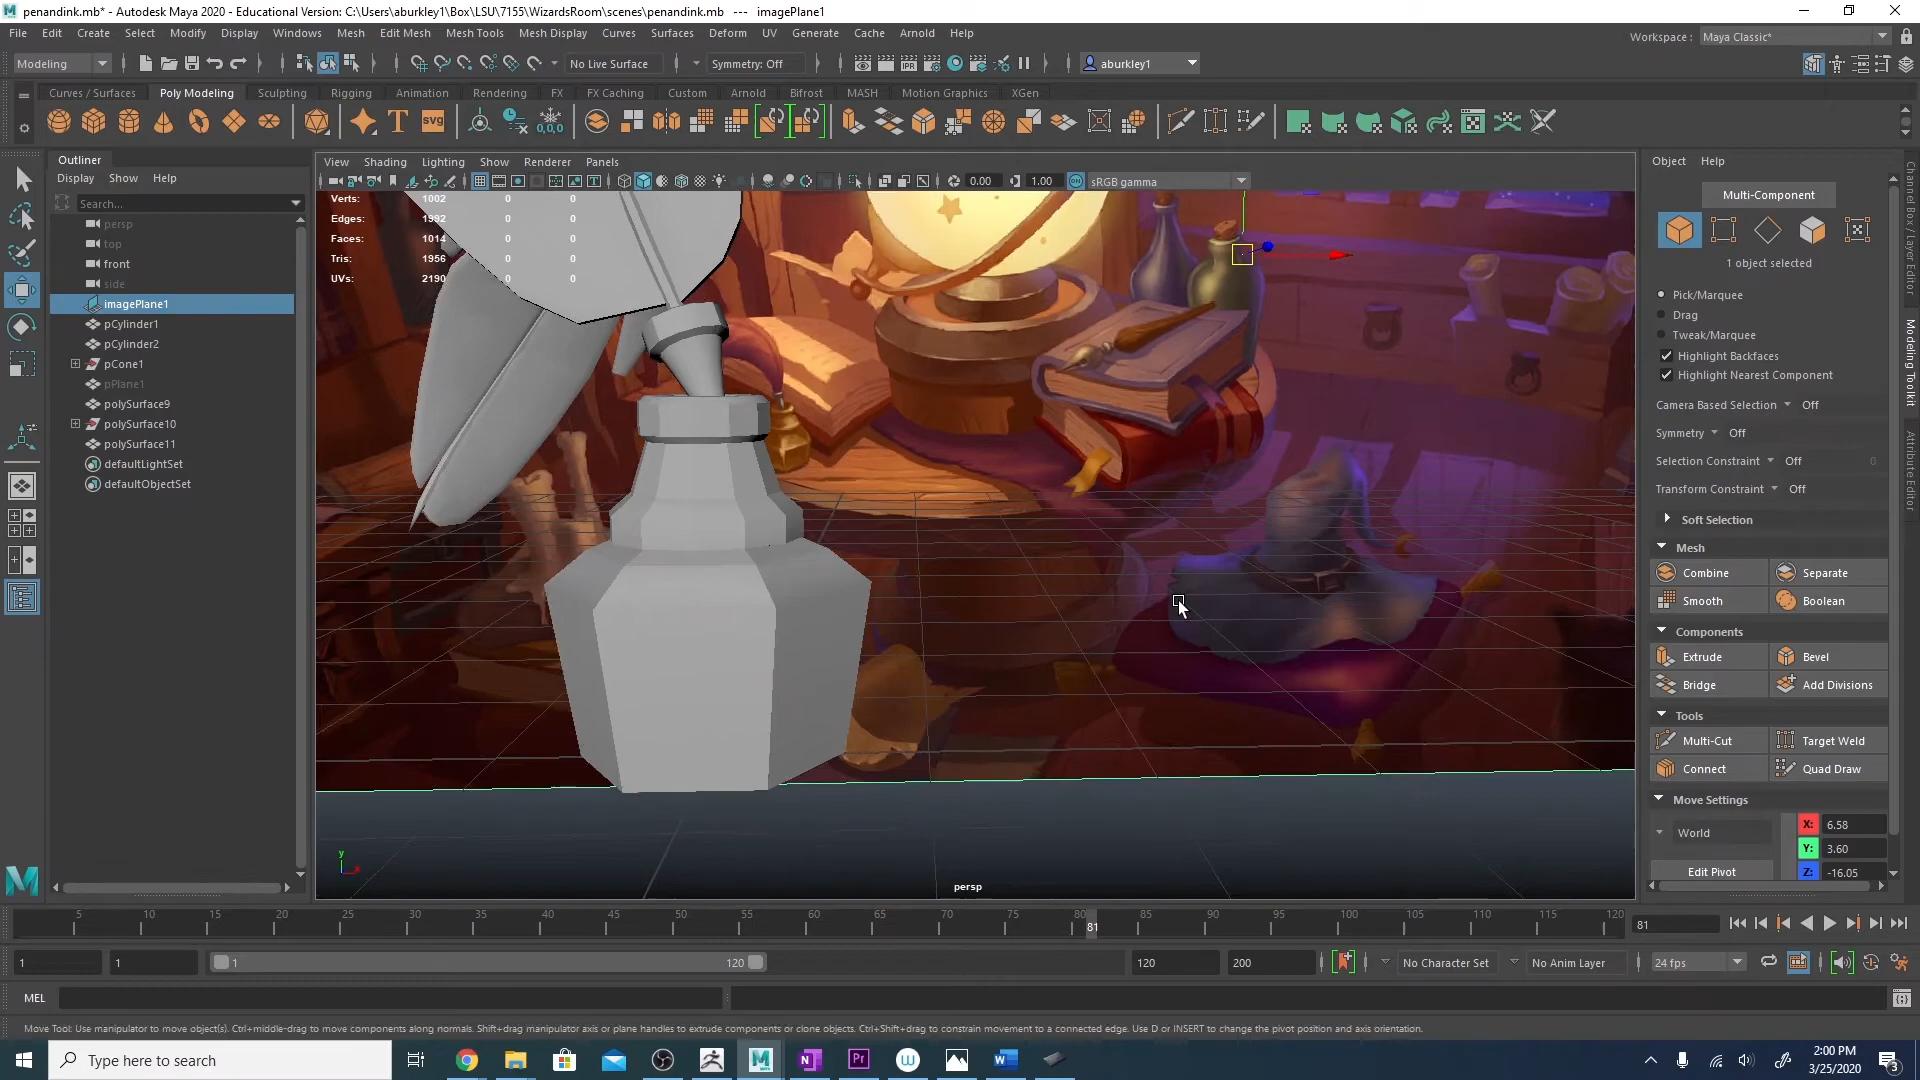 penandink.mb* - Autodesk Maya 2020 - Educational Version: C:\Users\aburkley1\Box\LSU\7155\WizardsRoom\scenes\penandink.mb --- imagePlane1
File Edit Create Select Modify Display Windows Mesh Edit Mesh Mesh Tools Mesh Display Curves Surfaces Deform UV Generate Cache Arnold Help
Workspace : Maya Classic*
Modeling No Live Surface Symmetry: Off aburkley1
Curves / Surfaces Poly Modeling Sculpting Rigging Animation Rendering FX FX Caching Custom Arnold Bifrost MASH Motion Graphics XGen
Outliner
Display Show Help
Search...
persp
top
front
side
imagePlane1
pCylinder1
pCylinder2
pCone1
pPlane1
polySurface9
polySurface10
polySurface11
defaultLightSet
defaultObjectSet
View Shading Lighting Show Renderer Panels
0.00 1.00 sRGB gamma
Verts: 1002 0 0
Edges: 1992 0 0
Faces: 1014 0 0
Tris: 1956 0 0
UVs: 2190 0 0
y
x
persp
Object Help
Multi-Component
1 object selected
Pick/Marquee
Drag
Tweak/Marquee
Highlight Backfaces
Highlight Nearest Component
Camera Based Selection Off
Symmetry Off
Selection Constraint Off 0
Transform Constraint Off
Soft Selection
Mesh
Combine Separate
Smooth Boolean
Components
Extrude Bevel
Bridge Add Divisions
Tools
Multi-Cut Target Weld
Connect Quad Draw
Move Settings
World X: 6.58
Y: 3.60
Edit Pivot Z: -16.05
Channel Box / Layer Editor
Modeling Toolkit
Attribute Editor
5 10 15 20 25 30 35 40 45 50 55 60 65 70 75 80 85 90 95 100 105 110 115 120
81 81
1 1 1 120 120 200 No Character Set No Anim Layer 24 fps
MEL
Move Tool: Use manipulator to move object(s). Ctrl+middle-drag to move components along normals. Shift+drag manipulator axis or plane handles to extrude components or clone objects. Ctrl+Shift+drag to constrain movement to a connected edge. Use D or INSERT to change the pivot position and axis orientation.
Type here to search
2:00 PM
3/25/2020
3